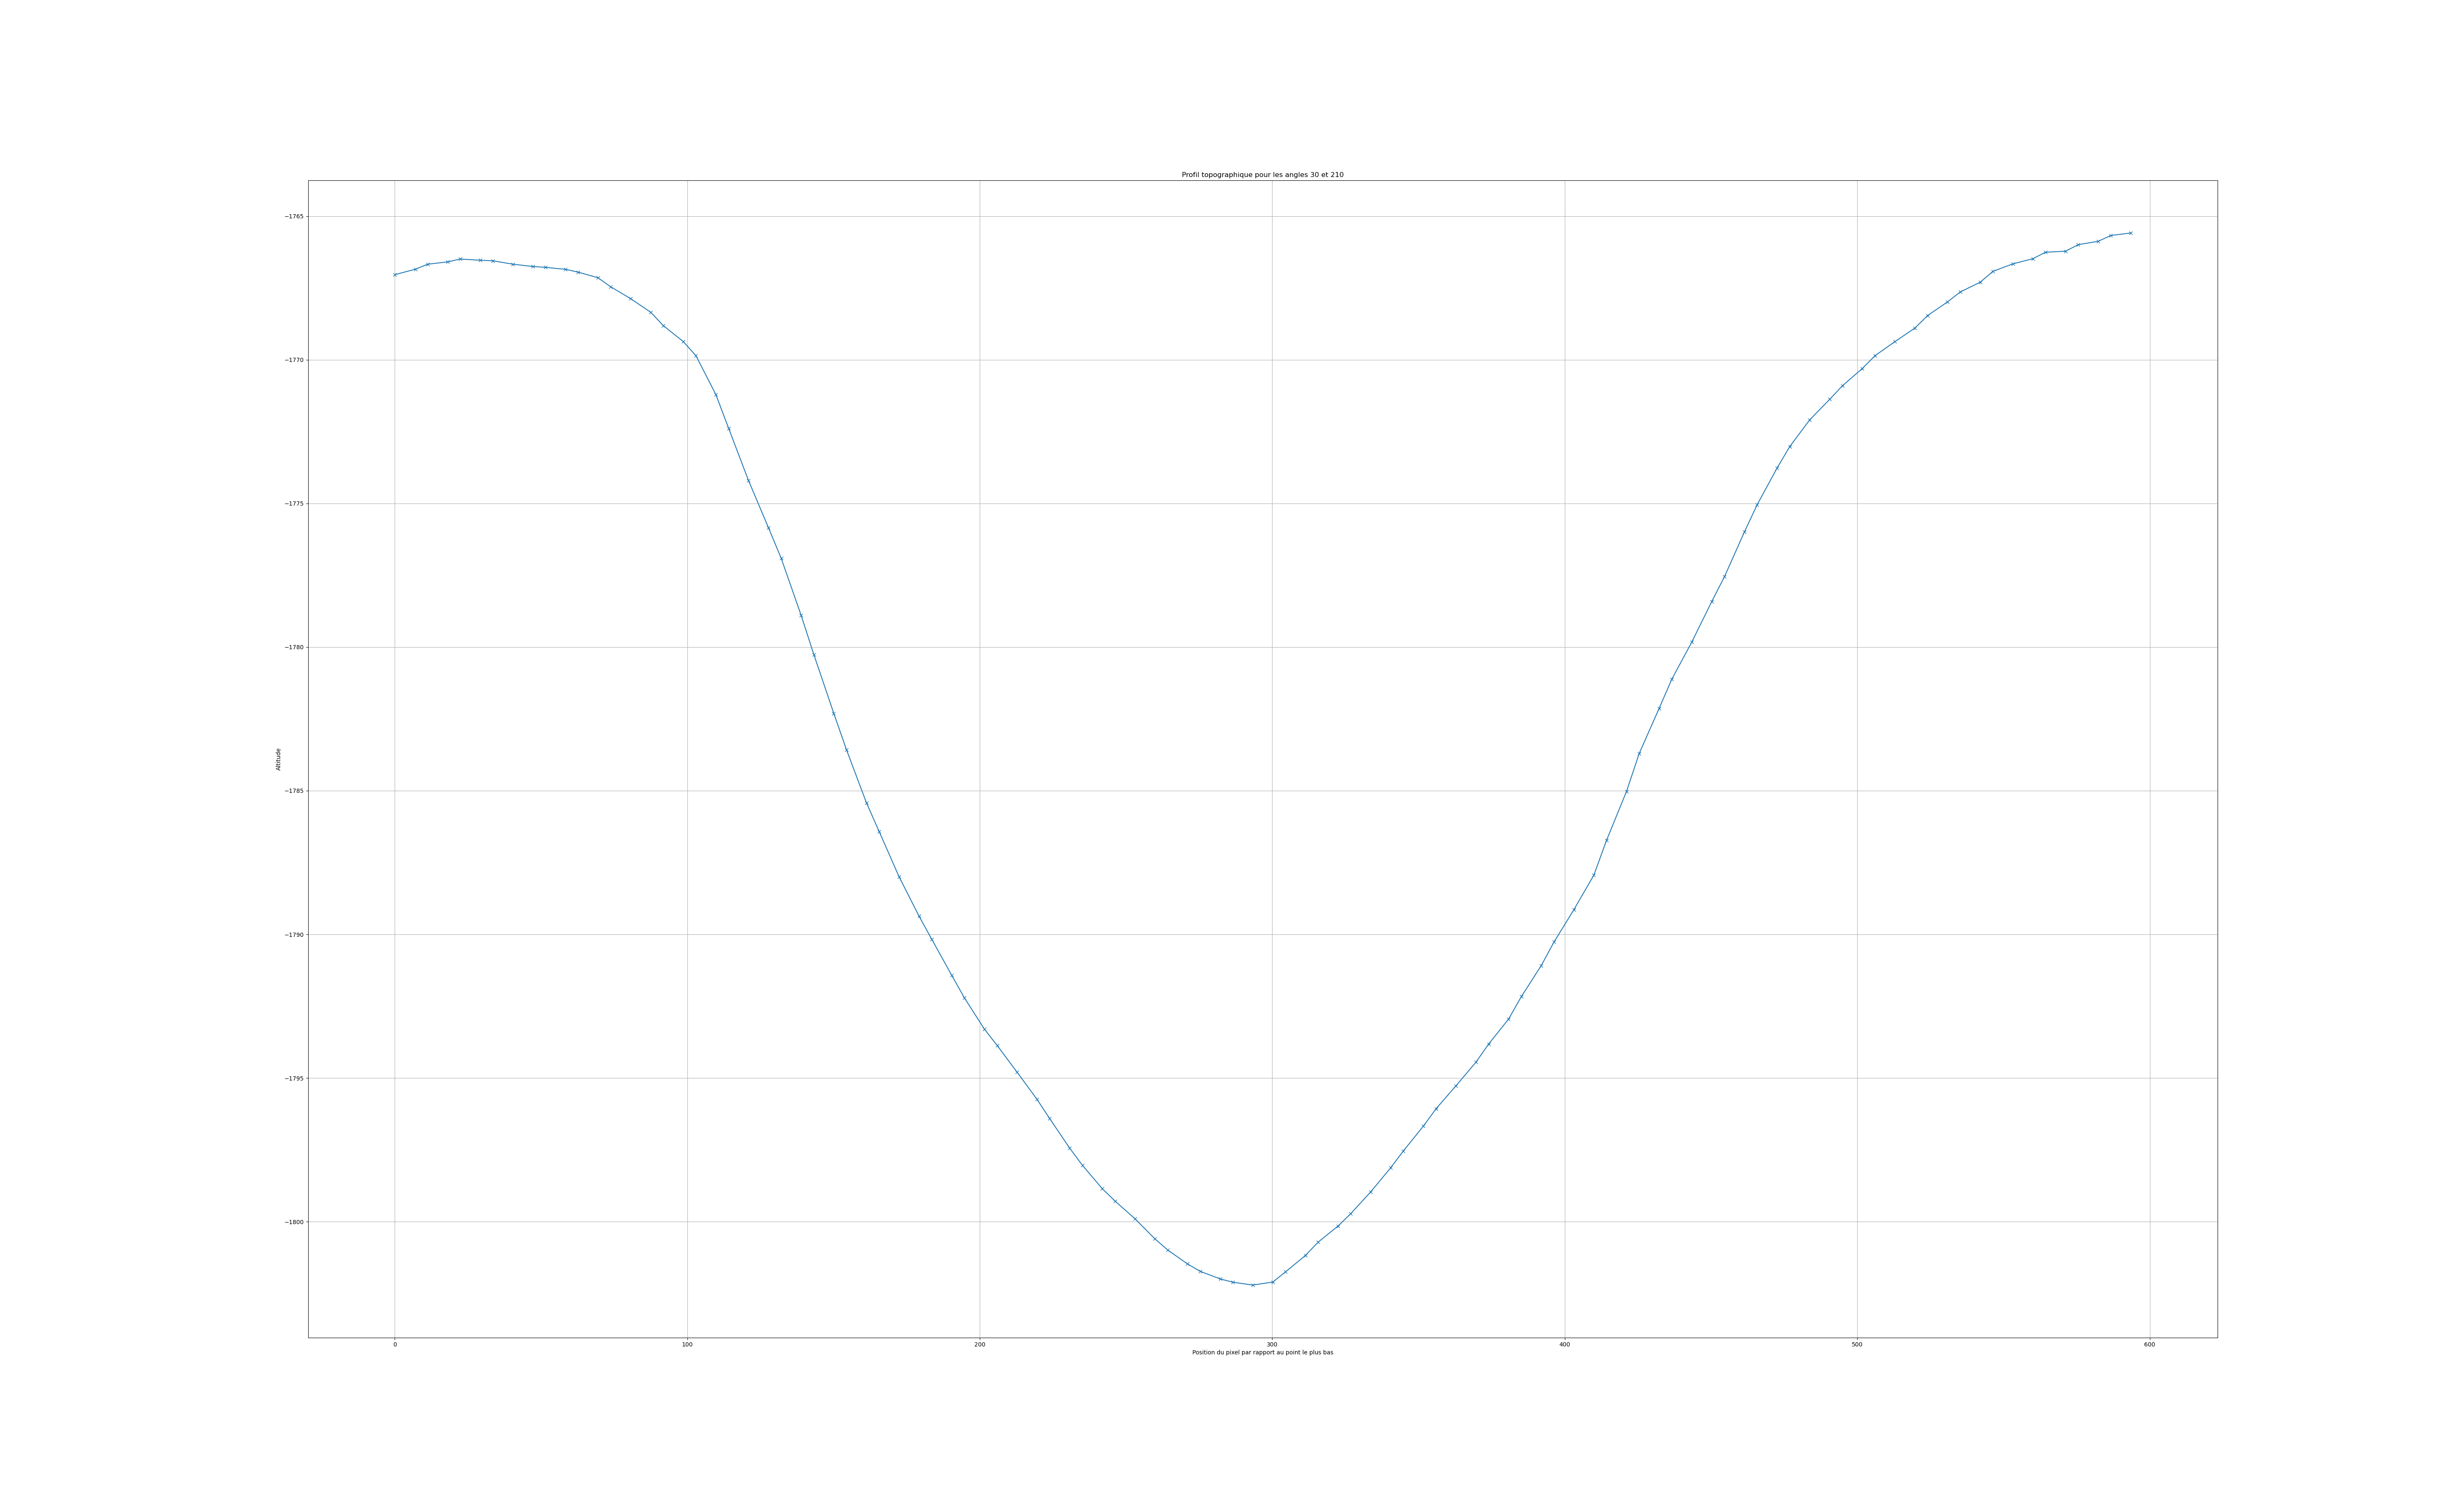 Profil topographique pour les angles 30 et 210
−1765
−1770
−1775
−1780
−1785
−1790
−1795
−1800
Altitude
0 100 200 300 400 500 600
Position du pixel par rapport au point le plus bas